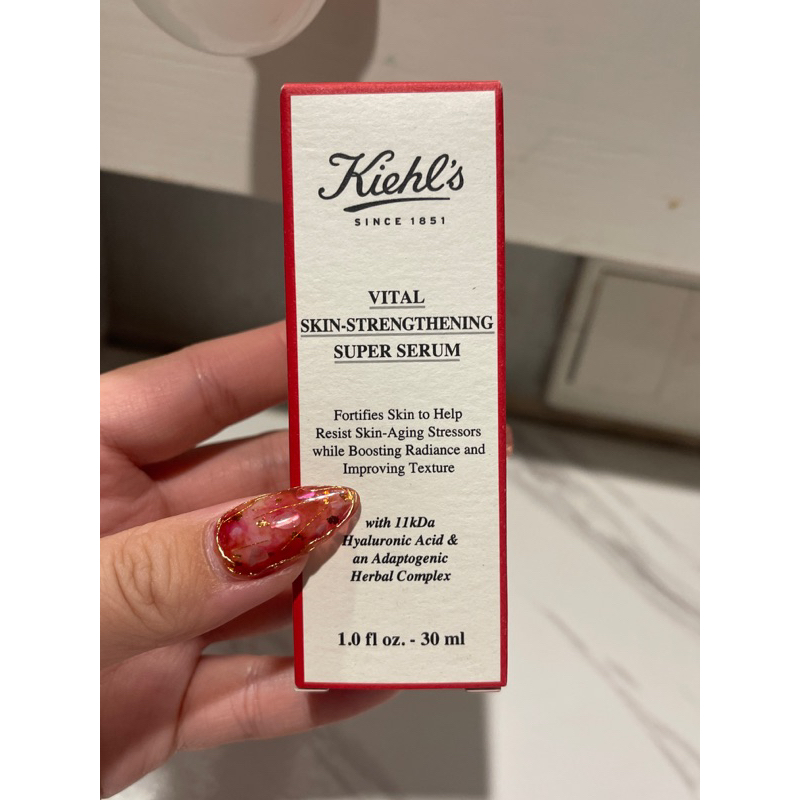 Kiehl's
SINCE 1851
VITAL
SKIN-STRENGTHENING
SUPER SERUM
Fortifies Skin to Help
Resist Skin-Aging Stressors
while Boosting Radiance and
Improving Texture
with 11kDa
Hyaluronic Acid &
an Adaptogenic
Herbal Complex
1.0 fl oz. - 30 ml